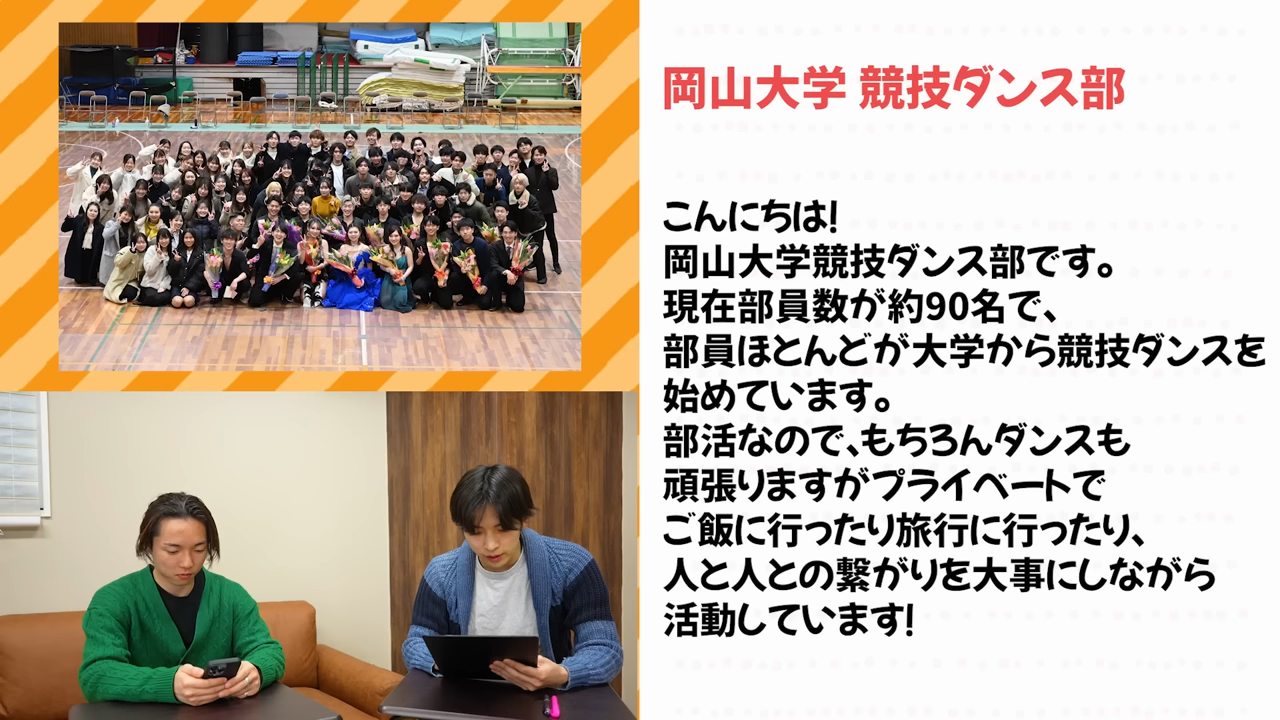 岡山大学 競技ダンス部
こんにちは!
岡山大学競技ダンス部です。
現在部員数が約90名で、
部員ほとんどが大学から競技ダンスを
始めています。
部活なので、もちろんダンスも
頑張りますがプライベートで
ご飯に行ったり旅行に行ったり、
人と人との繋がりを大事にしながら
活動しています!